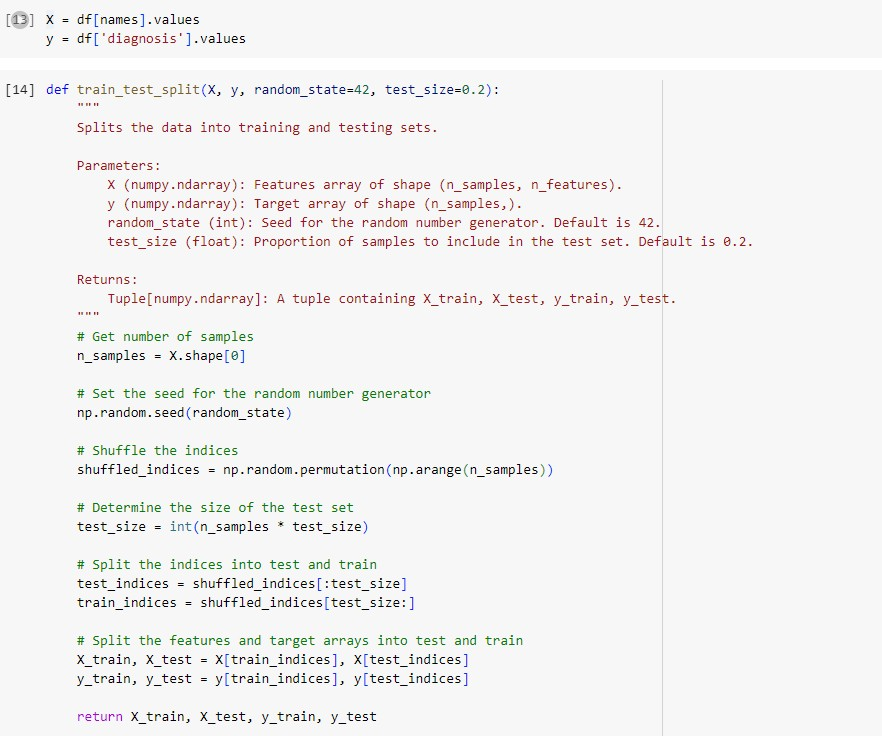 [13] X = df[names].values
y = df['diagnosis'].values
[14] def train_test_split(X, y, random_state=42, test_size=0.2):
"""
Splits the data into training and testing sets.
Parameters:
X (numpy.ndarray): Features array of shape (n_samples, n_features).
y (numpy.ndarray): Target array of shape (n_samples,).
random_state (int): Seed for the random number generator. Default is 42.
test_size (float): Proportion of samples to include in the test set. Default is 0.2.
Returns:
Tuple[numpy.ndarray]: A tuple containing X_train, X_test, y_train, y_test.
"""
# Get number of samples
n_samples = X.shape[0]
# Set the seed for the random number generator
np.random.seed(random_state)
# Shuffle the indices
shuffled_indices = np.random.permutation(np.arange(n_samples))
# Determine the size of the test set
test_size = int(n_samples * test_size)
# Split the indices into test and train
test_indices = shuffled_indices[:test_size]
train_indices = shuffled_indices[test_size:]
# Split the features and target arrays into test and train
X_train, X_test = X[train_indices], X[test_indices]
y_train, y_test = y[train_indices], y[test_indices]
return X_train, X_test, y_train, y_test